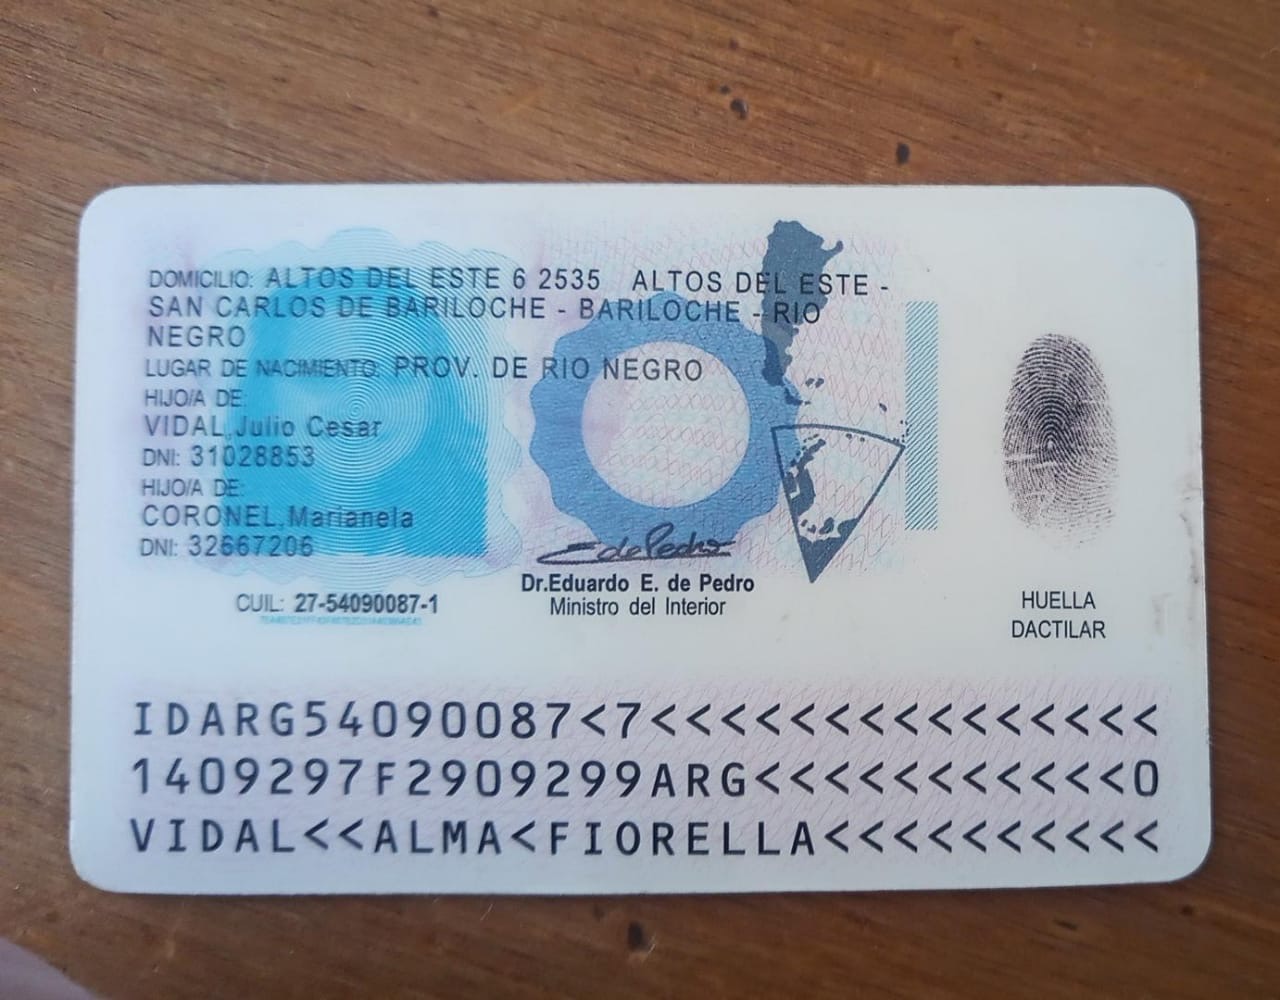 DOMICILIO: ALTOS DEL ESTE 6 2535 ALTOS DEL ESTE -
SAN CARLOS DE BARILOCHE - BARILOCHE - RIO
NEGRO
LUGAR DE NACIMIENTO: PROV. DE RIO NEGRO
HIJO/A DE:
VIDAL,Julio Cesar
DNI: 31028853
HIJO/A DE:
CORONEL,Marianela
DNI: 32667206
CUIL: 27-54090087-1
EdePedro
Dr.Eduardo E. de Pedro
Ministro del Interior
HUELLA
DACTILAR
IDARG54090087<7<<<<<<<<<<<<<<<
1409297F2909299ARG<<<<<<<<<<<0
VIDAL<<ALMA<FIORELLA<<<<<<<<<<